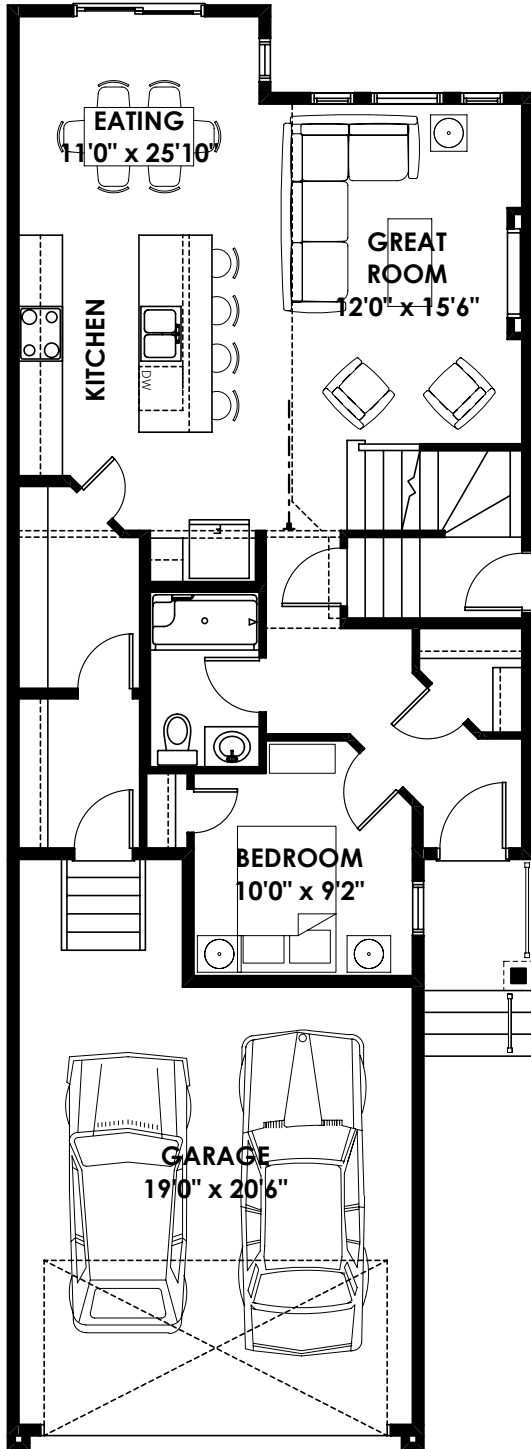 EATING
11'0" x 25'10"
GREAT
ROOM
12'0" x 15'6"
KITCHEN
DW
BEDROOM
10'0" x 9'2"
GARAGE
19'0" x 20'6"